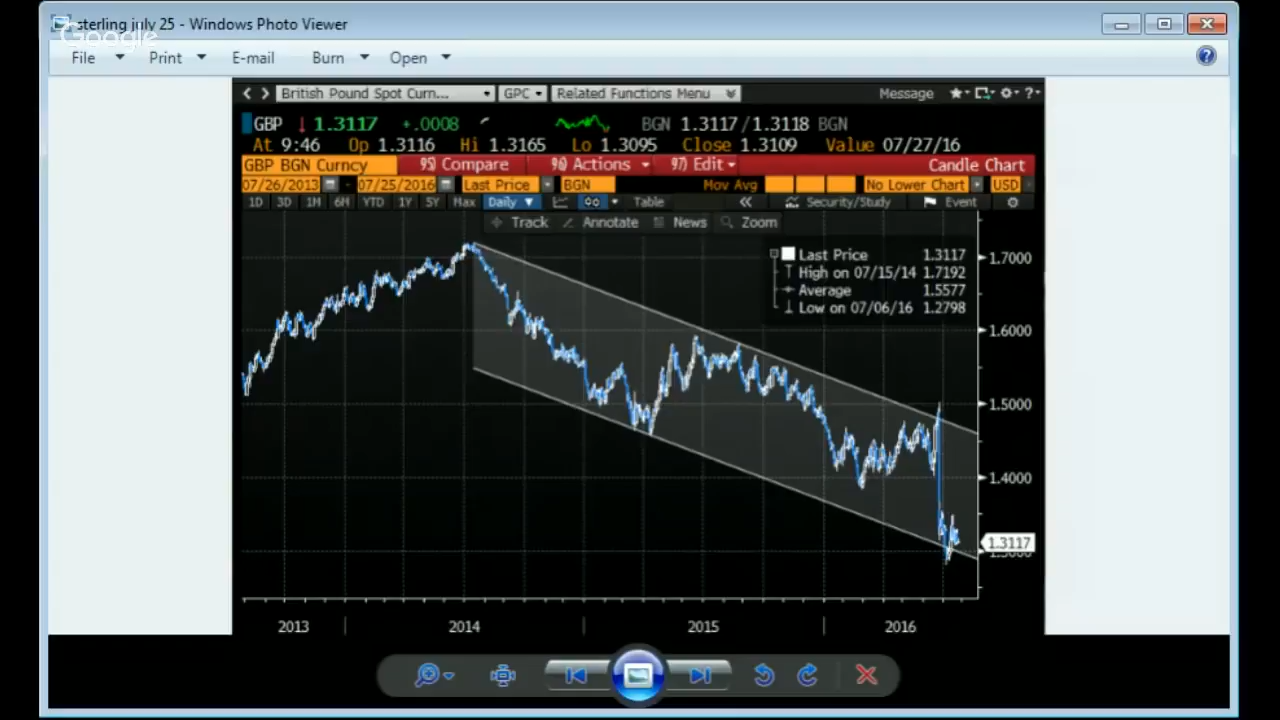 sterling july 25 - Windows Photo Viewer
Google
File Print E-mail Burn Open
British Pound Spot Curn... GPC Related Functions Menu Message
GBP 1.3117 +.0008 BGN 1.3117/1.3118 BGN
At 9:46 Op 1.3116 Hi 1.3165 Lo 1.3095 Close 1.3109 Value 07/27/16
GBP BGN Curncy 95) Compare 96) Actions 97) Edit Candle Chart
07/26/2013 - 07/25/2016 Last Price BGN Mov Avg No Lower Chart USD
1D 3D 1M 6M YTD 1Y 5Y Max Daily Table Security/Study Event
Track Annotate News Zoom
Last Price 1.3117
High on 07/15/14 1.7192
Average 1.5577
Low on 07/06/16 1.2798
1.7000
1.6000
1.5000
1.4000
1.3117
1.3000
2013 2014 2015 2016